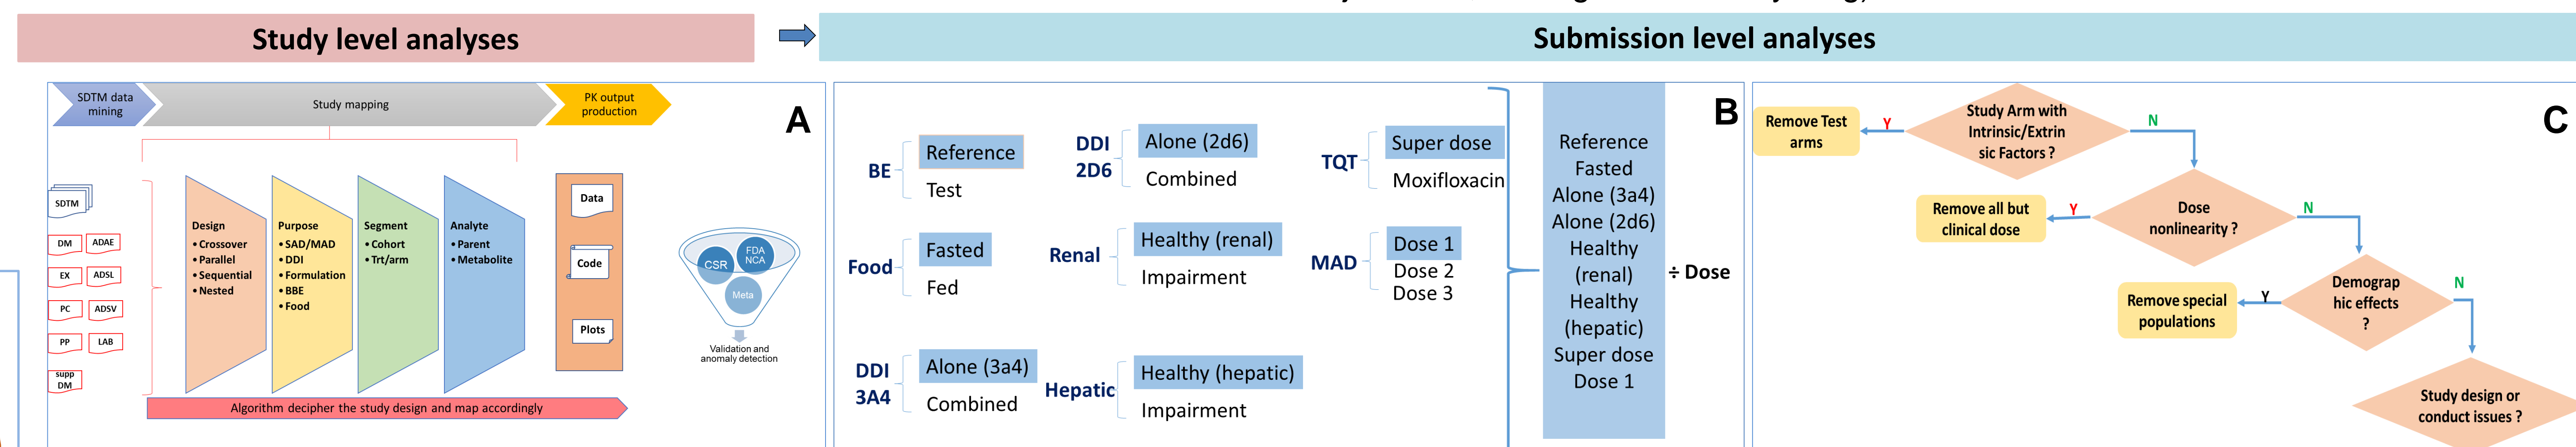 Study level analyses
Submission level analyses
SDTM data
mining
Study mapping
PK output
production
A
SDTM
DM
ADAE
EX
ADSL
PC
ADSV
PP
LAB
supp
DM
Design
• Crossover
• Parallel
• Sequential
• Nested
Purpose
• SAD/MAD
• DDI
• Formulation
• BBE
• Food
Segment
• Cohort
• Trt/arm
Analyte
• Parent
• Metabolite
Data
Code
Plots
CSR
FDA
NCA
Meta
Validation and
anomaly detection
Algorithm decipher the study design and map accordingly
B
BE
Reference
Test
DDI
2D6
Alone (2d6)
Combined
TQT
Super dose
Moxifloxacin
Food
Fasted
Fed
Renal
Healthy (renal)
Impairment
MAD
Dose 1
Dose 2
Dose 3
DDI
3A4
Alone (3a4)
Combined
Hepatic
Healthy (hepatic)
Impairment
Reference
Fasted
Alone (3a4)
Alone (2d6)
Healthy
(renal)
Healthy
(hepatic)
Super dose
Dose 1
÷ Dose
C
Study Arm with
Intrinsic/Extrin
sic Factors ?
Y
N
Remove Test
arms
Dose
nonlinearity ?
Y
N
Remove all but
clinical dose
Demograp
hic effects
?
Y
N
Remove special
populations
Study design or
conduct issues ?